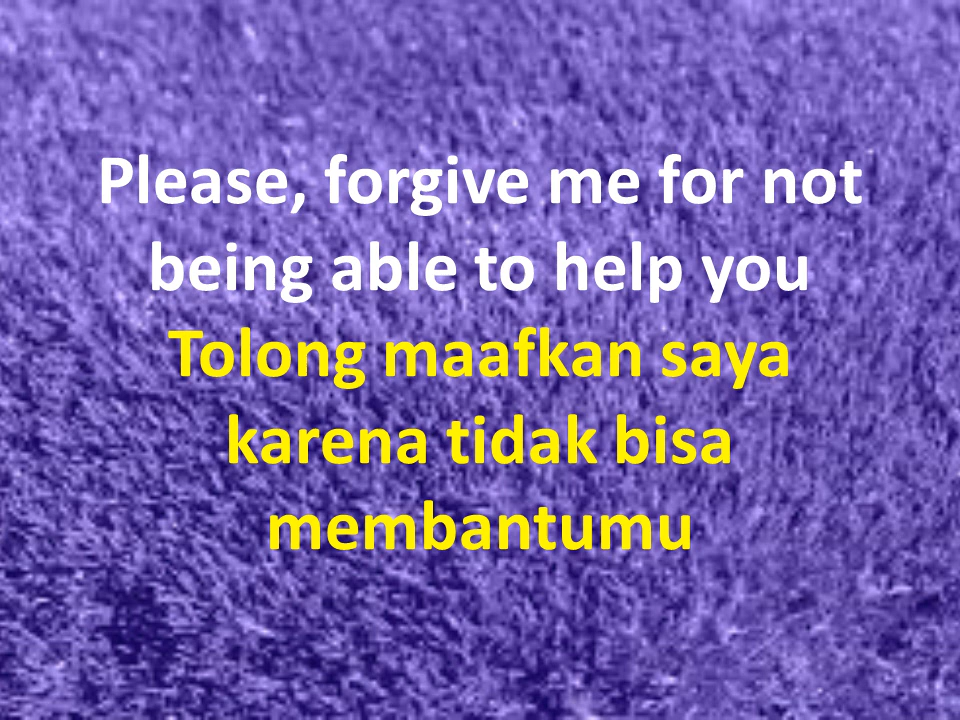 Please, forgive me for not
being able to help you
Tolong maafkan saya
karena tidak bisa
membantumu